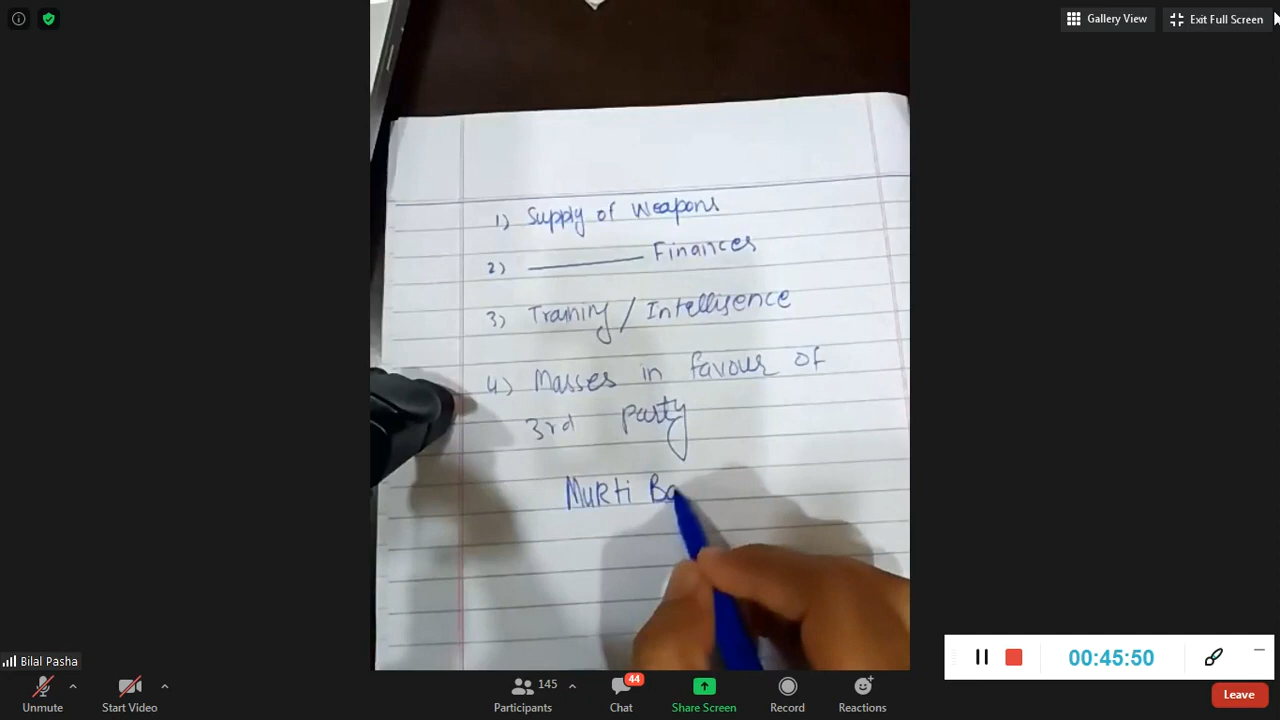 Gallery View
Exit Full Screen
1) Supply of Weapons
2) ———— Finances
3) Training / Intelligence
4) Masses in favour of
3rd party
Mukti Ba
Bilal Pasha
00:45:50
Unmute
Start Video
145
Participants
44
Chat
Share Screen
Record
Reactions
Leave